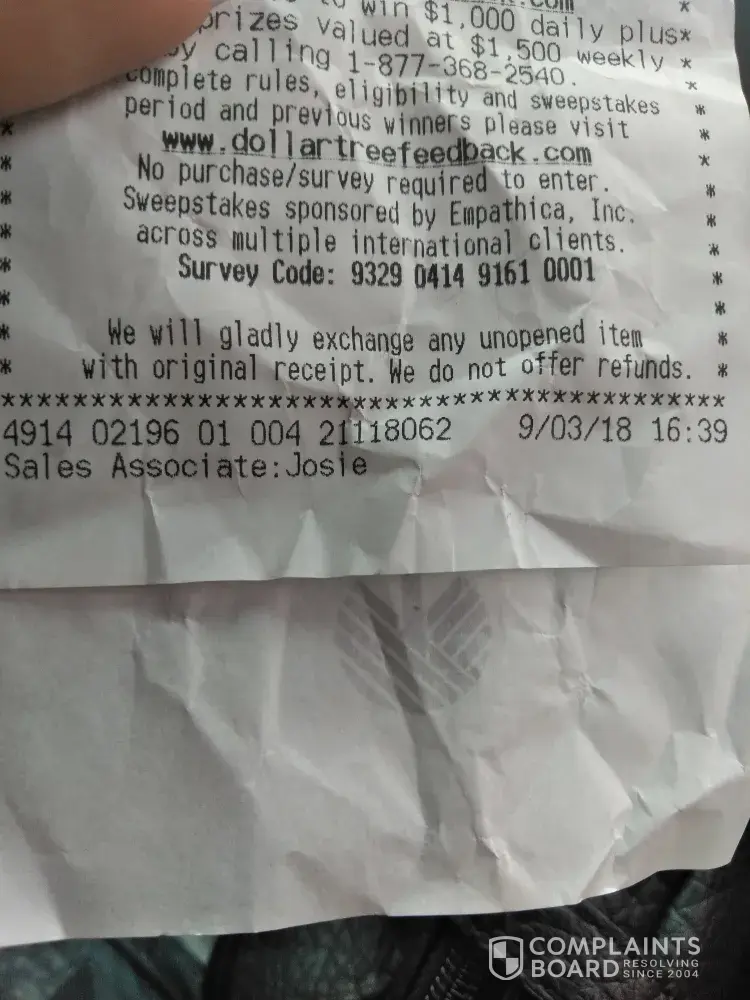 to win $1,000 daily plus*
prizes valued at $1,500 weekly *
by calling 1-877-368-2540. *
complete rules, eligibility and sweepstakes *
period and previous winners please visit *
www.dollartreefeedback.com *
* No purchase/survey required to enter. *
* Sweepstakes sponsored by Empathica, Inc. *
* across multiple international clients. *
* Survey Code: 9329 0414 9161 0001 *
* *
* We will gladly exchange any unopened item *
* with original receipt. We do not offer refunds. *
****************************************
4914 02196 01 004 21118062 9/03/18 16:39
Sales Associate:Josie
COMPLAINTS
BOARD RESOLVING SINCE 2004